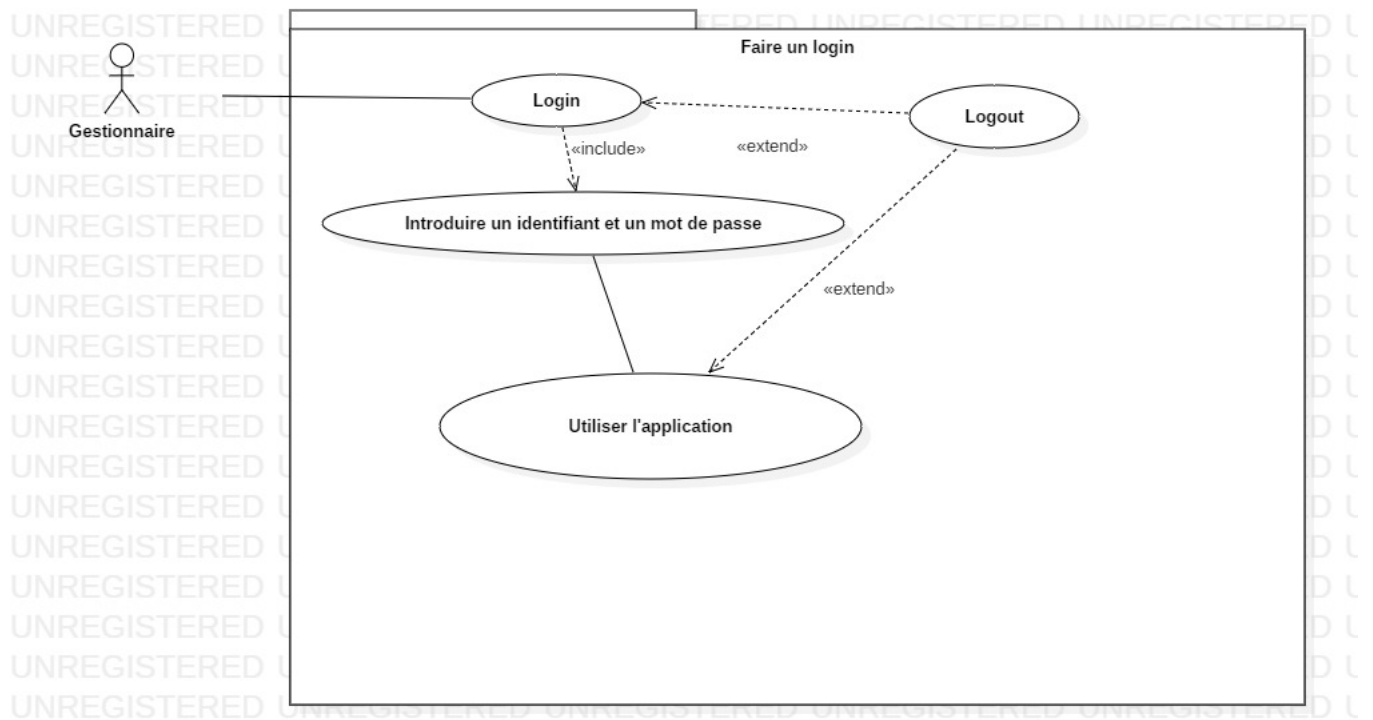 UNREGISTERED
Faire un login
Login
Logout
Gestionnaire
«include»
«extend»
Introduire un identifiant et un mot de passe
«extend»
Utiliser l'application